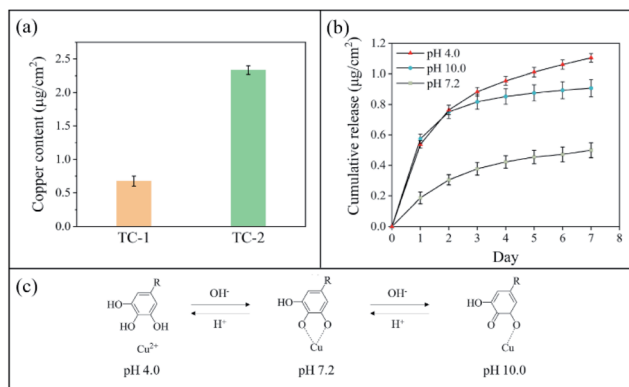 (a)
Copper content (μg/cm²)
2.5
2.0
1.5
1.0
0.5
0.0
TC-1
TC-2
(b)
Cumulative release (μg/cm²)
1.2
1.0
0.8
0.6
0.4
0.2
0.0
pH 4.0
pH 10.0
pH 7.2
0 1 2 3 4 5 6 7 8
Day
(c)
R
HO
HO OH
Cu²⁺
pH 4.0
OH⁻
H⁺
R
HO
O O
Cu
pH 7.2
OH⁻
H⁺
R
HO
O O
Cu
pH 10.0